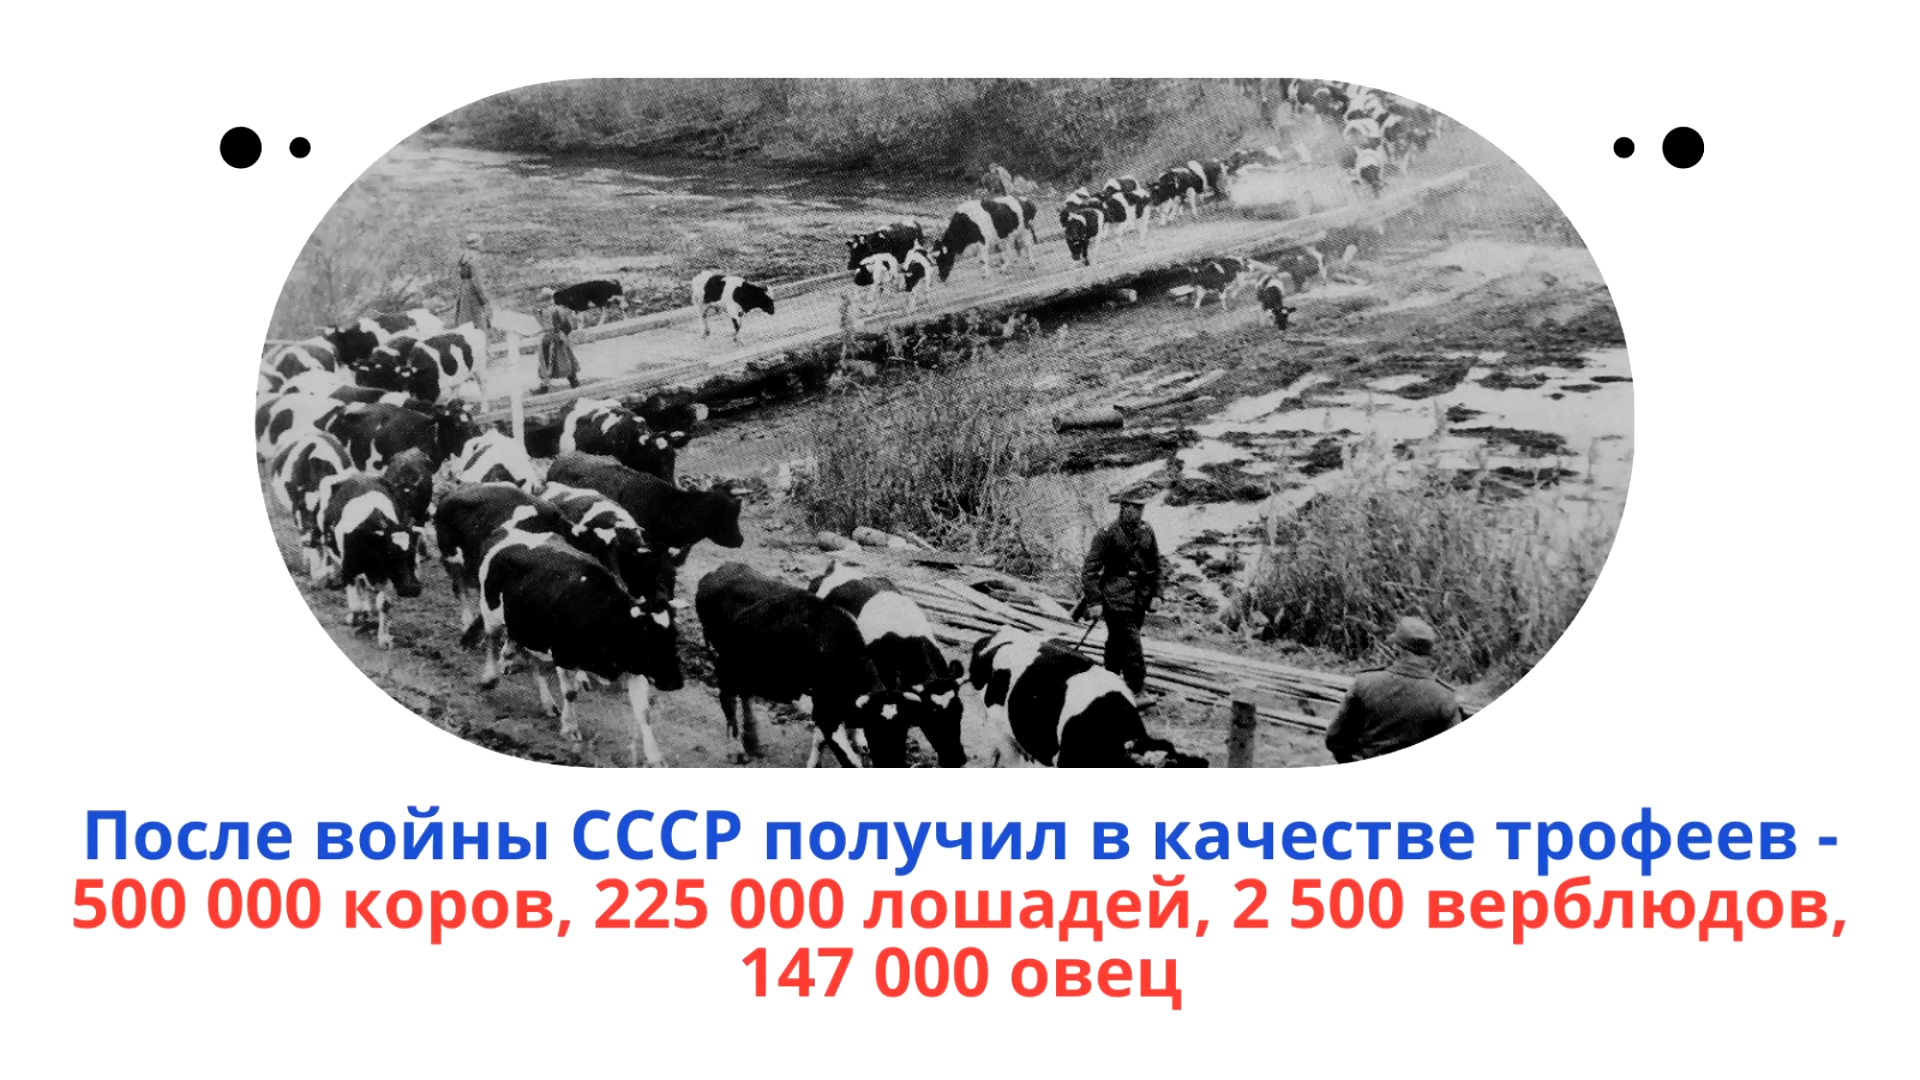 После войны СССР получил в качестве трофеев -
500 000 коров, 225 000 лошадей, 2 500 верблюдов,
147 000 овец